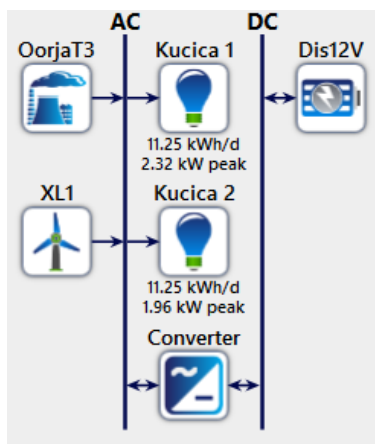 AC DC
OorjaT3 Kucica 1 Dis12V
11.25 kWh/d
2.32 kW peak
XL1 Kucica 2
11.25 kWh/d
1.96 kW peak
Converter